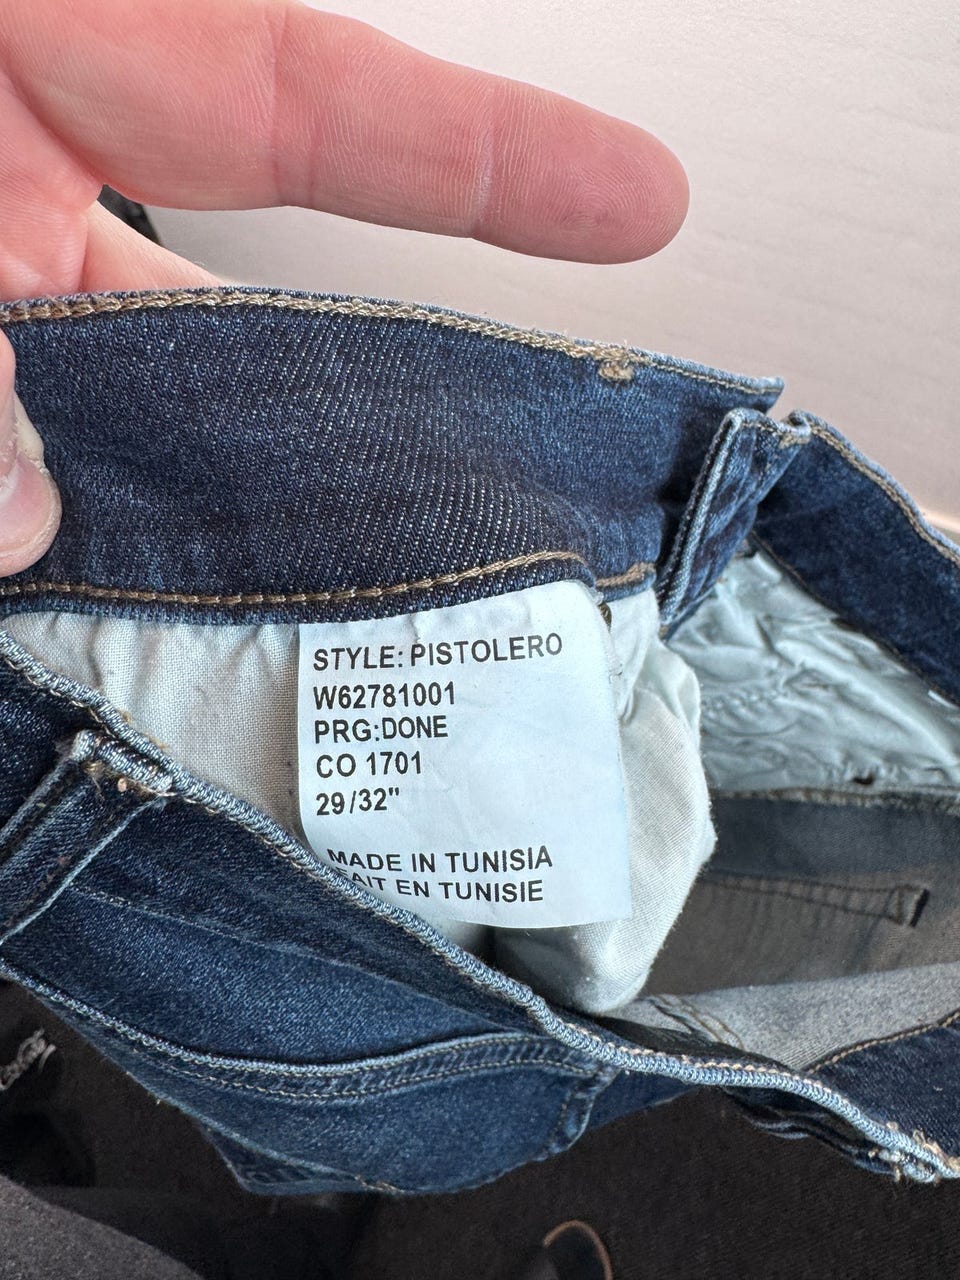 STYLE: PISTOLERO
W62781001
PRG:DONE
CO 1701
29/32"
MADE IN TUNISIA
FAIT EN TUNISIE